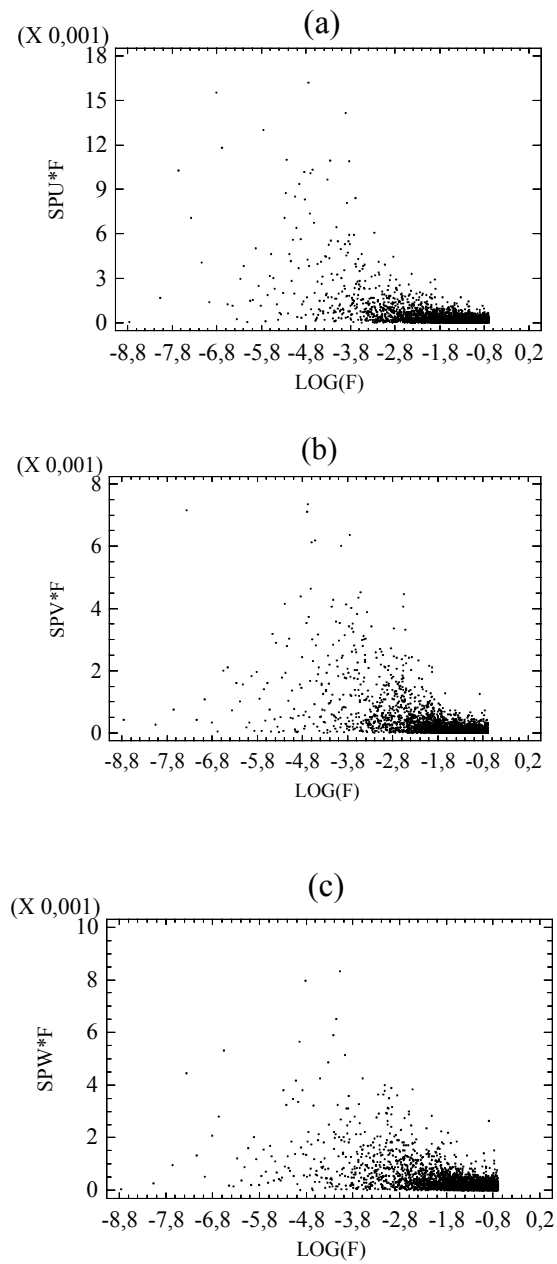 (a)
(X 0,001)
18
15
12
9
6
3
0
SPU*F
-8,8 -7,8 -6,8 -5,8 -4,8 -3,8 -2,8 -1,8 -0,8 0,2
LOG(F)
(b)
(X 0,001)
8
6
4
2
0
SPV*F
-8,8 -7,8 -6,8 -5,8 -4,8 -3,8 -2,8 -1,8 -0,8 0,2
LOG(F)
(c)
(X 0,001)
10
8
6
4
2
0
SPW*F
-8,8 -7,8 -6,8 -5,8 -4,8 -3,8 -2,8 -1,8 -0,8 0,2
LOG(F)